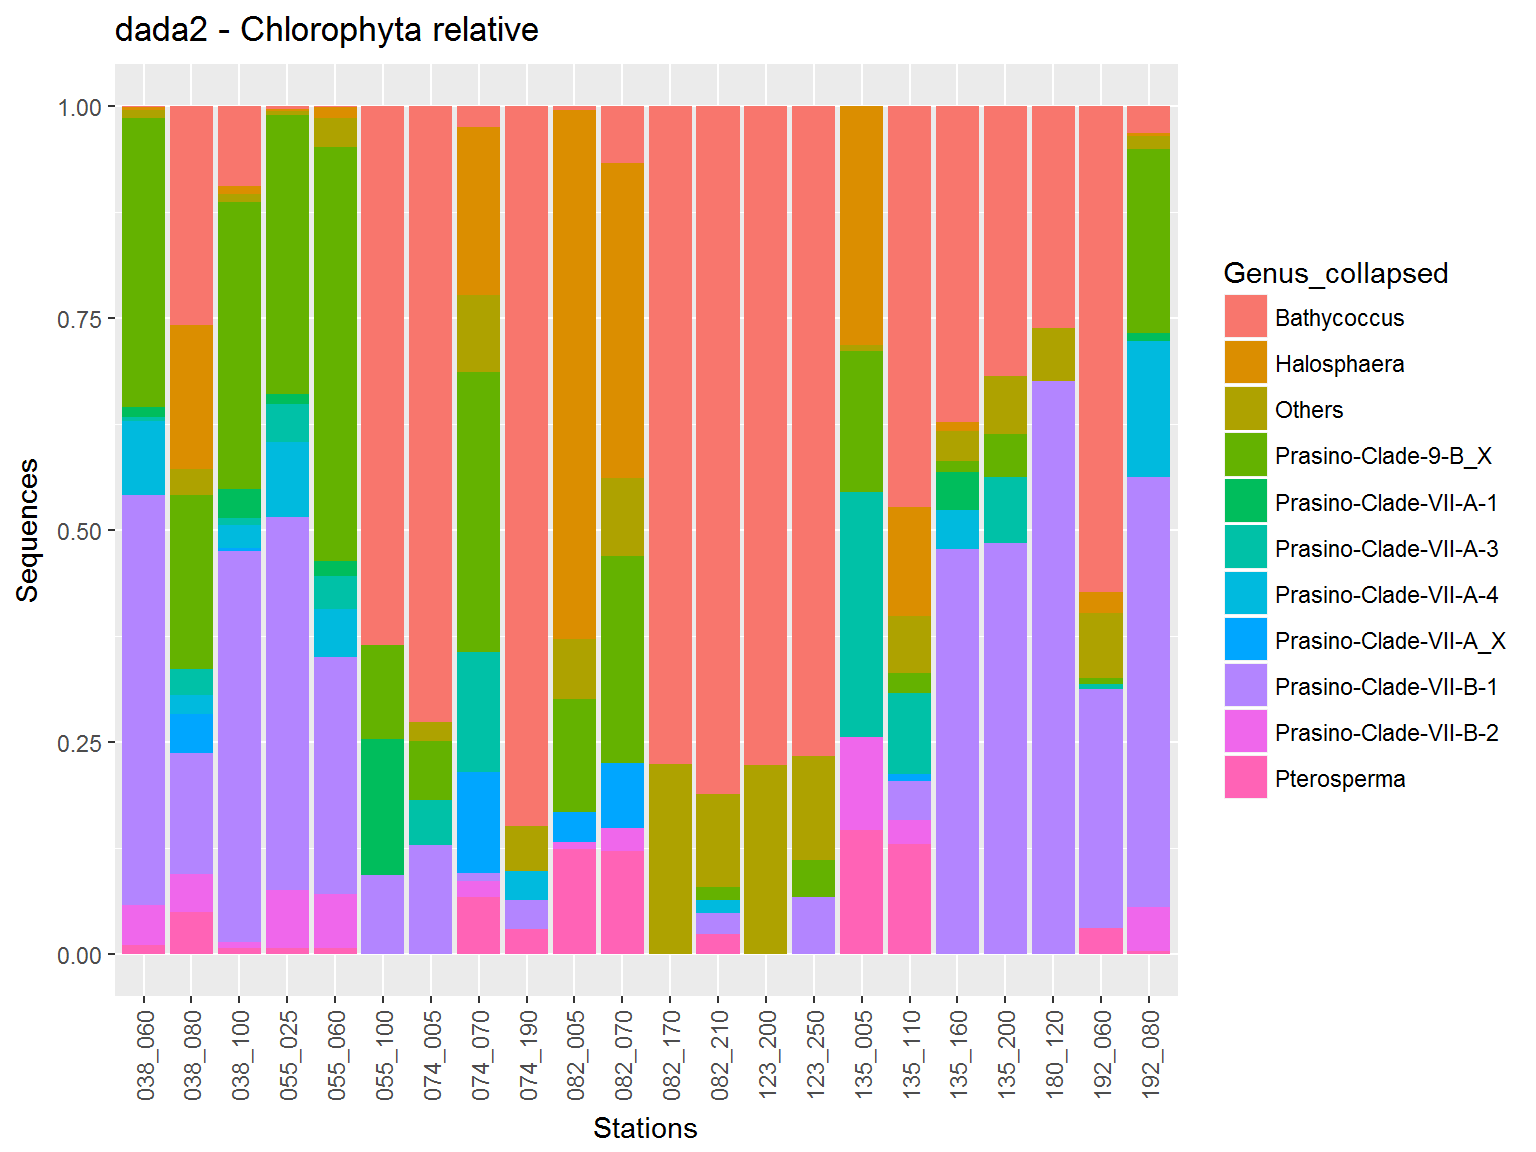 dada2 - Chlorophyta relative
1.00
0.75
0.50
0.25
0.00
Sequences
038_060
038_080
038_100
055_025
055_060
055_100
074_005
074_070
074_190
082_005
082_070
082_170
082_210
123_200
123_250
135_005
135_110
135_160
135_200
180_120
192_060
192_080
Stations
Genus_collapsed
Bathycoccus
Halosphaera
Others
Prasino-Clade-9-B_X
Prasino-Clade-VII-A-1
Prasino-Clade-VII-A-3
Prasino-Clade-VII-A-4
Prasino-Clade-VII-A_X
Prasino-Clade-VII-B-1
Prasino-Clade-VII-B-2
Pterosperma